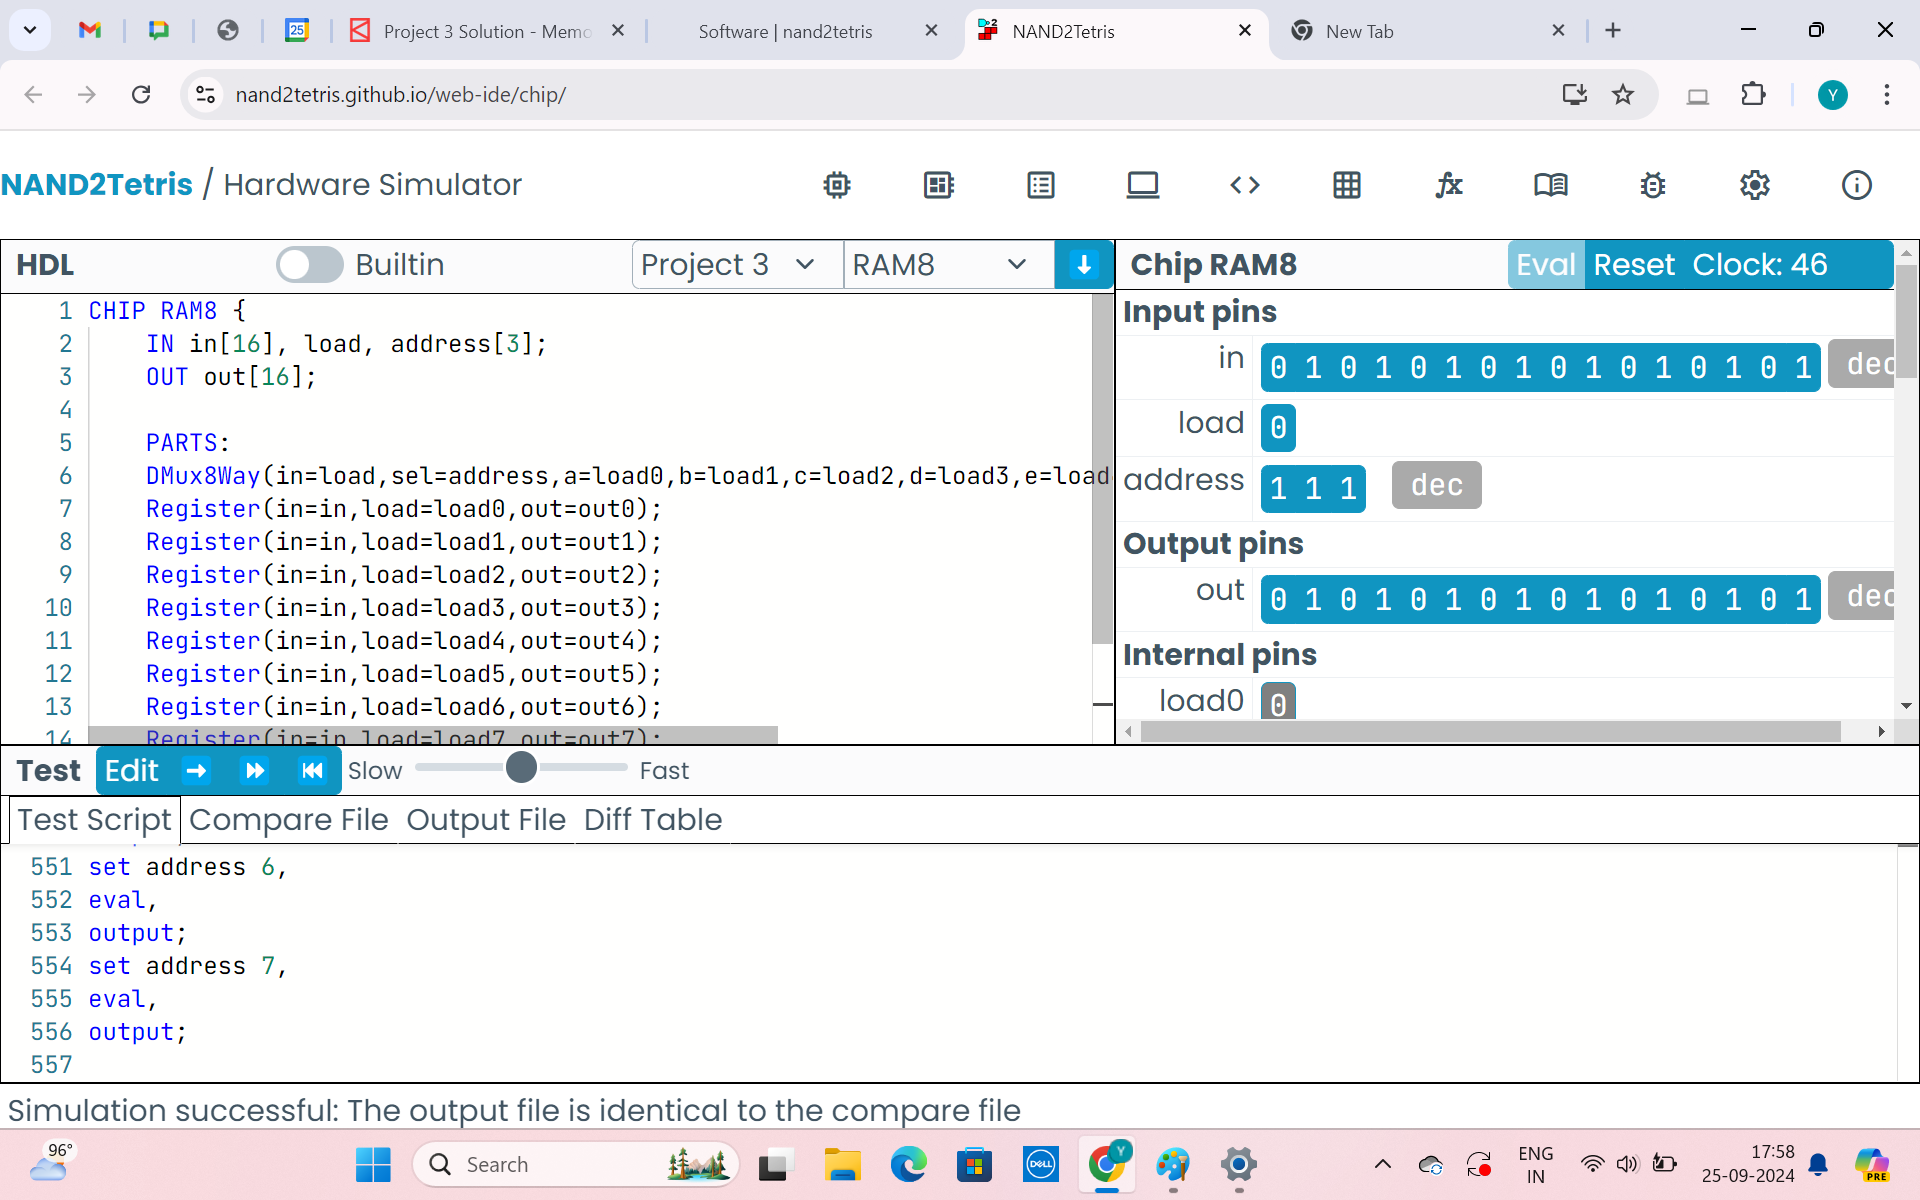 25
Project 3 Solution - Memo
Software | nand2tetris
NAND2Tetris
New Tab
nand2tetris.github.io/web-ide/chip/
Y
NAND2Tetris / Hardware Simulator
HDL
Builtin
Project 3
RAM8
1 CHIP RAM8 {
2 IN in[16], load, address[3];
3 OUT out[16];
4
5 PARTS:
6 DMux8Way(in=load,sel=address,a=load0,b=load1,c=load2,d=load3,e=load
7 Register(in=in,load=load0,out=out0);
8 Register(in=in,load=load1,out=out1);
9 Register(in=in,load=load2,out=out2);
10 Register(in=in,load=load3,out=out3);
11 Register(in=in,load=load4,out=out4);
12 Register(in=in,load=load5,out=out5);
13 Register(in=in,load=load6,out=out6);
14 Register(in=in,load=load7,out=out7);
Chip RAM8
Eval Reset Clock: 46
Input pins
in 0 1 0 1 0 1 0 1 0 1 0 1 0 1 0 1 dec
load 0
address 1 1 1 dec
Output pins
out 0 1 0 1 0 1 0 1 0 1 0 1 0 1 0 1 dec
Internal pins
load0 0
Test Edit Slow Fast
Test Script Compare File Output File Diff Table
551 set address 6,
552 eval,
553 output;
554 set address 7,
555 eval,
556 output;
557
Simulation successful: The output file is identical to the compare file
96°
Search
DELL
Y
ENG
IN
17:58
25-09-2024
PRE